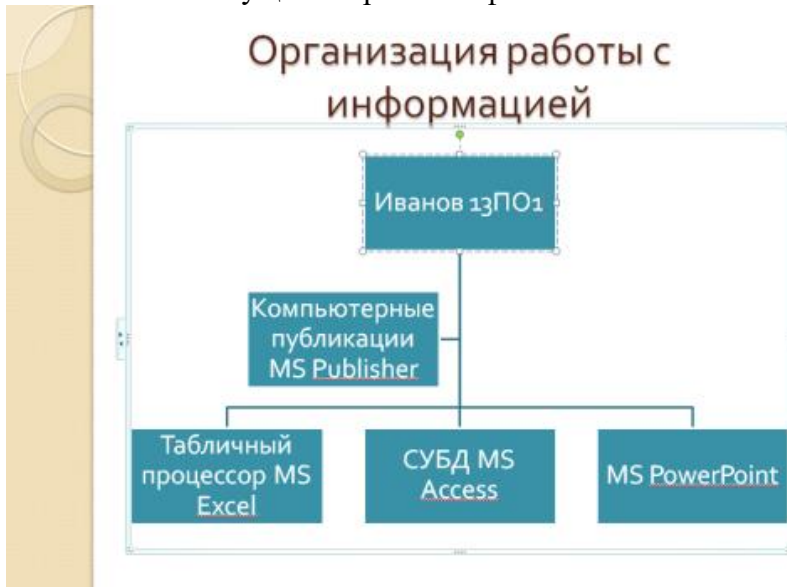 Организация работы с
информацией
Иванов 13ПО1
Компьютерные
публикации
MS Publisher
Табличный
процессор MS
Excel
СУБД MS
Access
MS PowerPoint